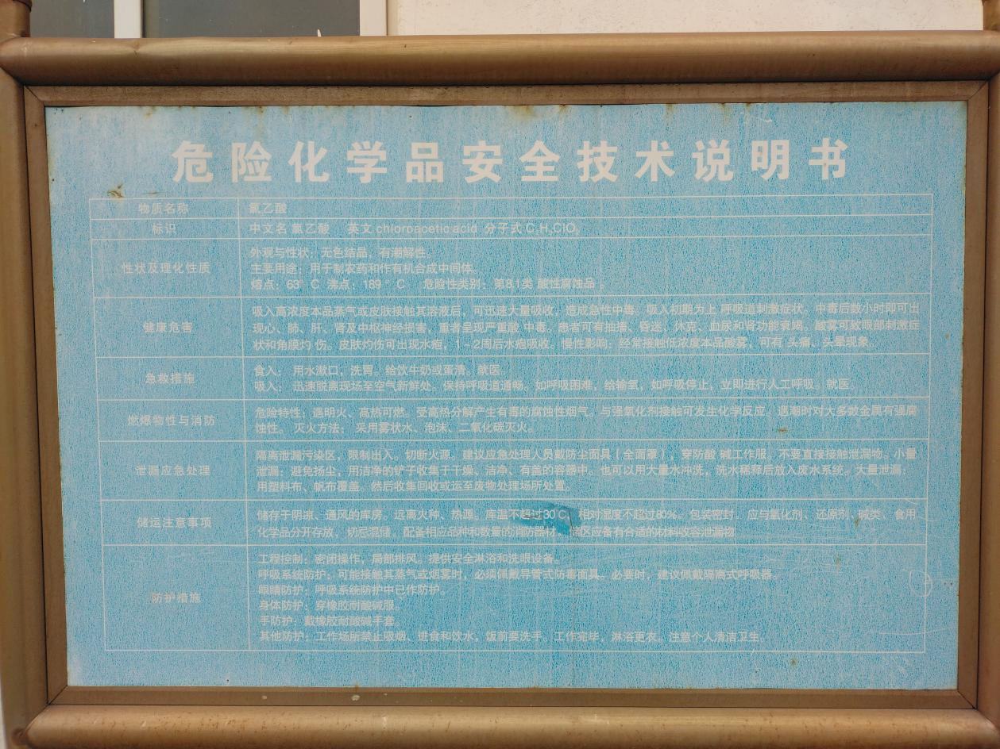 危险化学品安全技术说明书
物质名称 氯乙酸
标识 中文名 氯乙酸 英文 chloroacetic acid 分子式 C₂H₃ClO₂
性状及理化性质
外观与性状：无色结晶，有潮解性。
主要用途：用于制农药和作有机合成中间体。
熔点：63° C 沸点：189° C 危险性类别：第8.1类 酸性腐蚀品 。
健康危害
吸入高浓度本品蒸气或皮肤接触其溶液后，可迅速大量吸收，造成急性中毒。吸入初期为上 呼吸道刺激症状。中毒后数小时即可出
现心、肺、肝、肾及中枢神经损害，重者呈现严重酸 中毒。患者可有抽搐、昏迷、休克、血尿和肾功能衰竭。酸雾可致眼部刺激症
状和角膜灼 伤。皮肤灼伤可出现水疱，1~2周后水疱吸收。慢性影响：经常接触低浓度本品酸雾，可有 头痛、头晕现象。
急救措施
食入： 用水漱口，洗胃。给饮牛奶或蛋清。就医。
吸入： 迅速脱离现场至空气新鲜处。保持呼吸道通畅。如呼吸困难，给输氧，如呼吸停止，立即进行人工呼吸。就医。
燃爆物性与消防
危险特性：遇明火、高热可燃。受高热分解产生有毒的腐蚀性烟气。与强氧化剂接触可发生化学反应。遇潮时对大多数金属有强腐
蚀性。 灭火方法： 采用雾状水、泡沫、二氧化碳灭火。
泄漏应急处理
隔离泄漏污染区，限制出入。切断火源。建议应急处理人员戴防尘面具（全面罩），穿防酸 碱工作服。不要直接接触泄漏物。小量
泄漏：避免扬尘，用洁净的铲子收集于干燥、洁净、有盖的容器中。也可以用大量水冲洗，洗水稀释后放入废水系统。大量泄漏：
用塑料布、帆布覆盖。然后收集回收或运至废物处理场所处置。
储运注意事项
储存于阴凉、通风的库房。远离火种、热源。库温不超过30℃，相对湿度不超过80%。包装密封。应与氧化剂、还原剂、碱类、食用
化学品分开存放，切忌混储。配备相应品种和数量的消防器材。储区应备有合适的材料收容泄漏物
防护措施
工程控制：密闭操作，局部排风。提供安全淋浴和洗眼设备。
呼吸系统防护：可能接触其蒸气或烟雾时，必须佩戴导管式防毒面具。必要时，建议佩戴隔离式呼吸器。
眼睛防护：呼吸系统防护中已作防护。
身体防护：穿橡胶耐酸碱服。
手防护：戴橡胶耐酸碱手套。
其他防护：工作场所禁止吸烟、进食和饮水，饭前要洗手。工作完毕，淋浴更衣。注意个人清洁卫生。